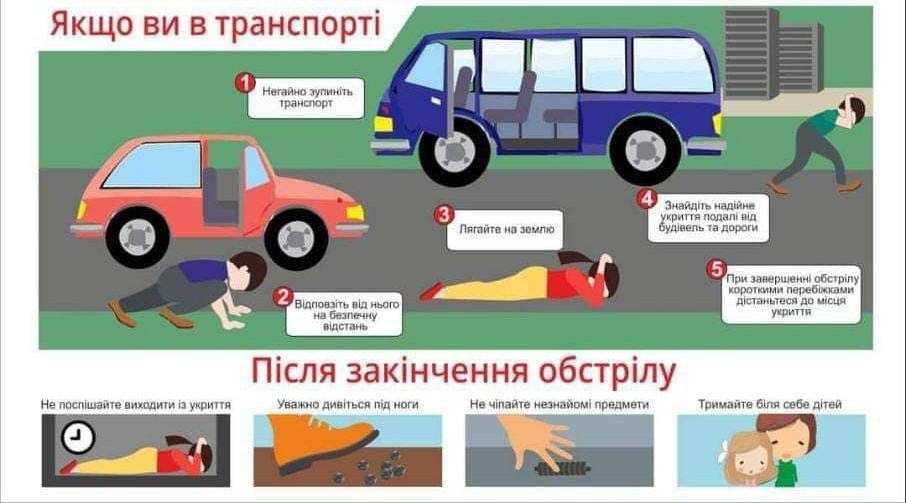 Якщо ви в транспорті
1
Негайно зупиніть
транспорт
2
Відповзіть від нього
на безпечну
відстань
3
Лягайте на землю
4
Знайдіть надійне
укриття подалі від
будівель та дороги
5
При завершенні обстрілу
короткими перебіжками
дістаньтеся до місця
укриття
Після закінчення обстрілу
Не поспішайте виходити із укриття
Уважно дивіться під ноги
Не чіпайте незнайомі предмети
Тримайте біля себе дітей